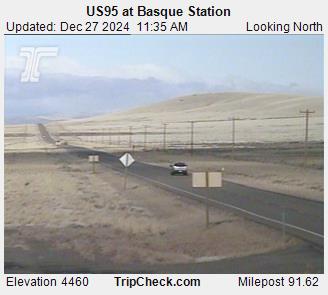 US95 at Basque Station
Updated: Dec 27 2024 11:35 AM Looking North
Elevation 4460 TripCheck.com Milepost 91.62